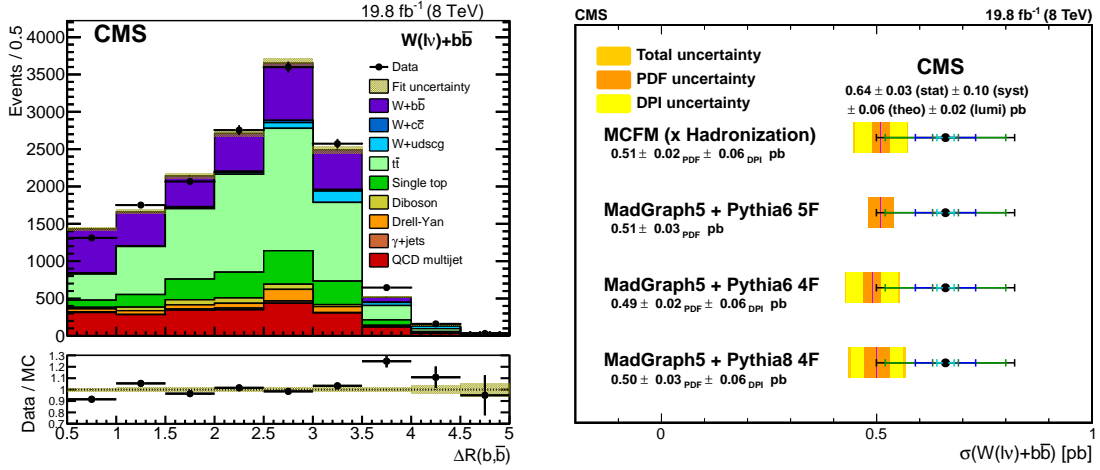 19.8 fb⁻¹ (8 TeV)
CMS
W(lν)+bb̅
Events / 0.5
4000
3500
3000
2500
2000
1500
1000
500
0
Data
Fit uncertainty
W+bb̅
W+cc̅
W+udscg
tt̅
Single top
Diboson
Drell-Yan
γ+jets
QCD multijet
Data / MC
1.3
1.2
1.1
1.0
0.9
0.8
0.7
0.5 1 1.5 2 2.5 3 3.5 4 4.5 5
ΔR(b,b̅)
CMS 19.8 fb⁻¹ (8 TeV)
Total uncertainty
PDF uncertainty
DPI uncertainty
CMS
0.64 ± 0.03 (stat) ± 0.10 (syst)
± 0.06 (theo) ± 0.02 (lumi) pb
MCFM (x Hadronization)
0.51 ± 0.02 PDF ± 0.06 DPI pb
MadGraph5 + Pythia6 5F
0.51 ± 0.03 PDF pb
MadGraph5 + Pythia6 4F
0.49 ± 0.02 PDF ± 0.06 DPI pb
MadGraph5 + Pythia8 4F
0.50 ± 0.03 PDF ± 0.06 DPI pb
0 0.5 1
σ(W(lν)+bb̅) [pb]